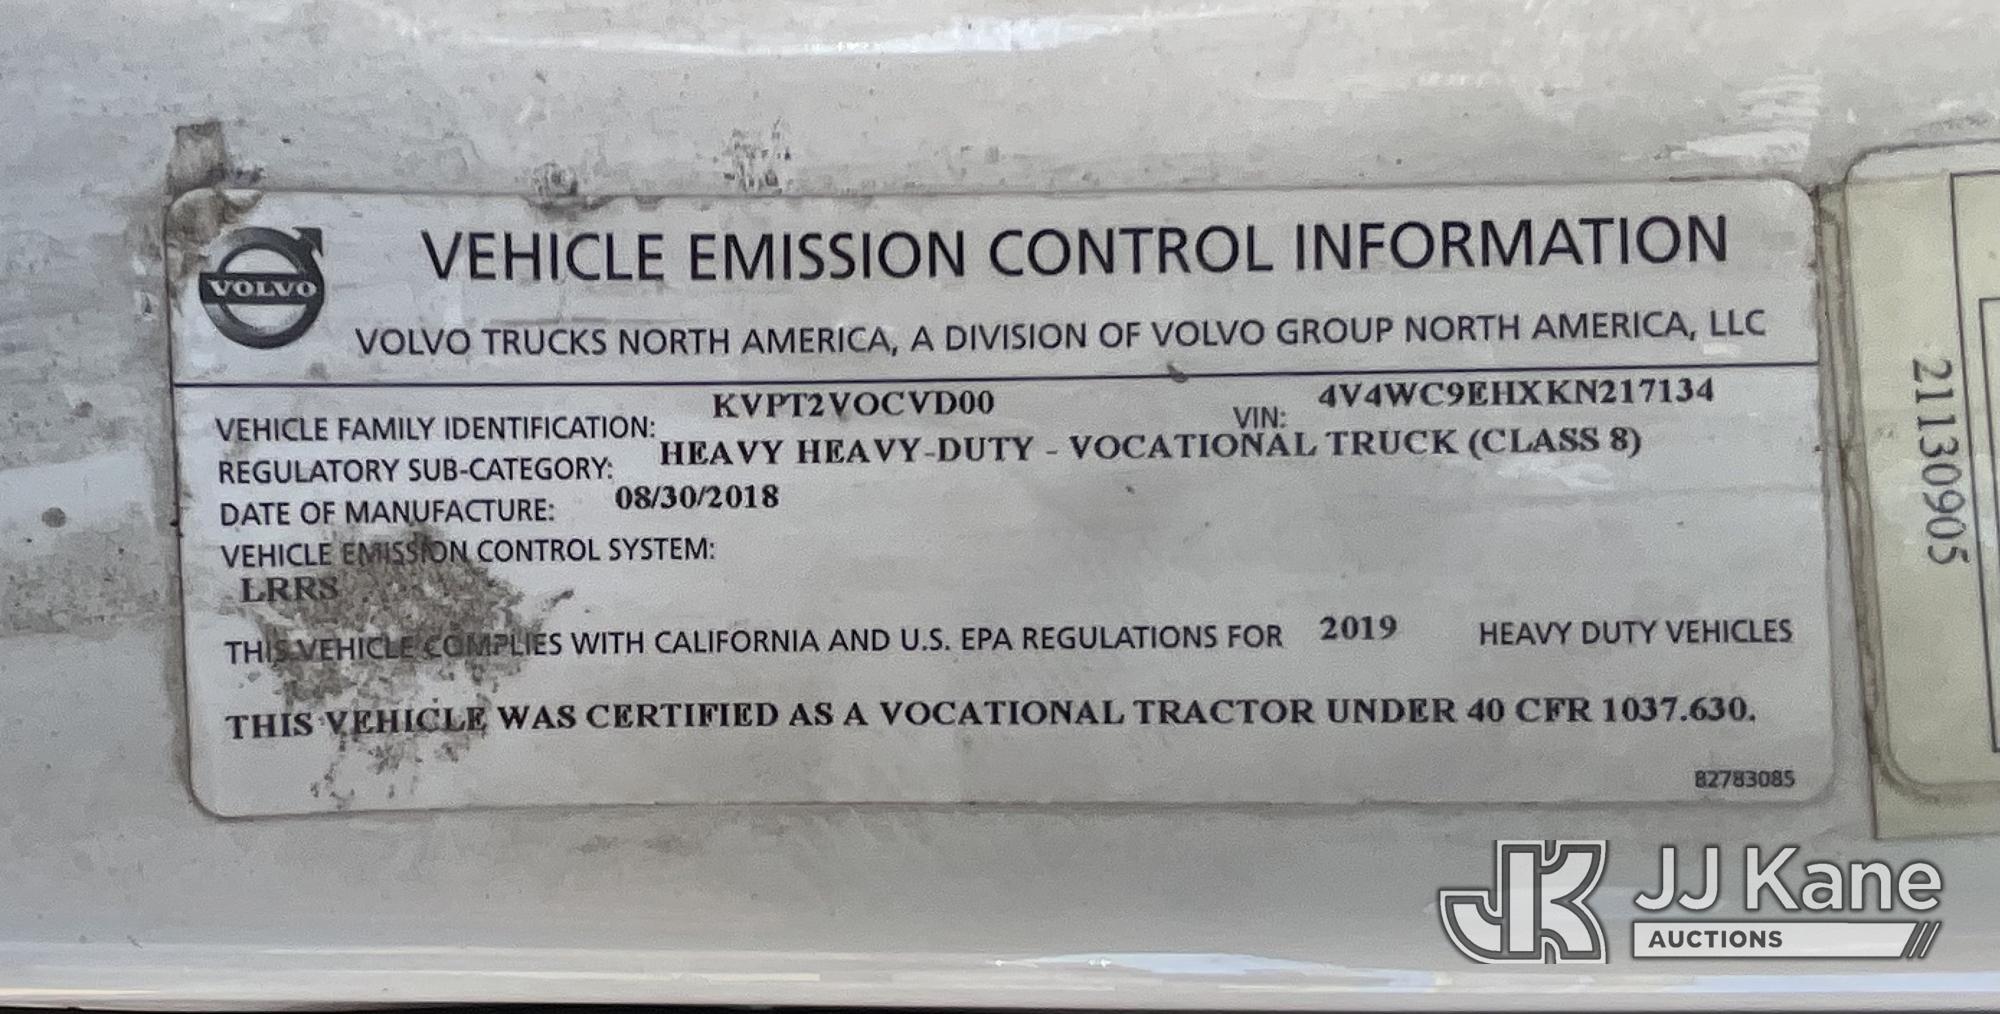 VOLVO
VEHICLE EMISSION CONTROL INFORMATION
VOLVO TRUCKS NORTH AMERICA, A DIVISION OF VOLVO GROUP NORTH AMERICA, LLC
VEHICLE FAMILY IDENTIFICATION: KVPT2VOCVD00 VIN: 4V4WC9EHXKN217134
REGULATORY SUB-CATEGORY: HEAVY HEAVY-DUTY - VOCATIONAL TRUCK (CLASS 8)
DATE OF MANUFACTURE: 08/30/2018
VEHICLE EMISSION CONTROL SYSTEM:
LRRS
THIS VEHICLE COMPLIES WITH CALIFORNIA AND U.S. EPA REGULATIONS FOR 2019 HEAVY DUTY VEHICLES
THIS VEHICLE WAS CERTIFIED AS A VOCATIONAL TRACTOR UNDER 40 CFR 1037.630.
82783085
21130905
JK JJ Kane
AUCTIONS